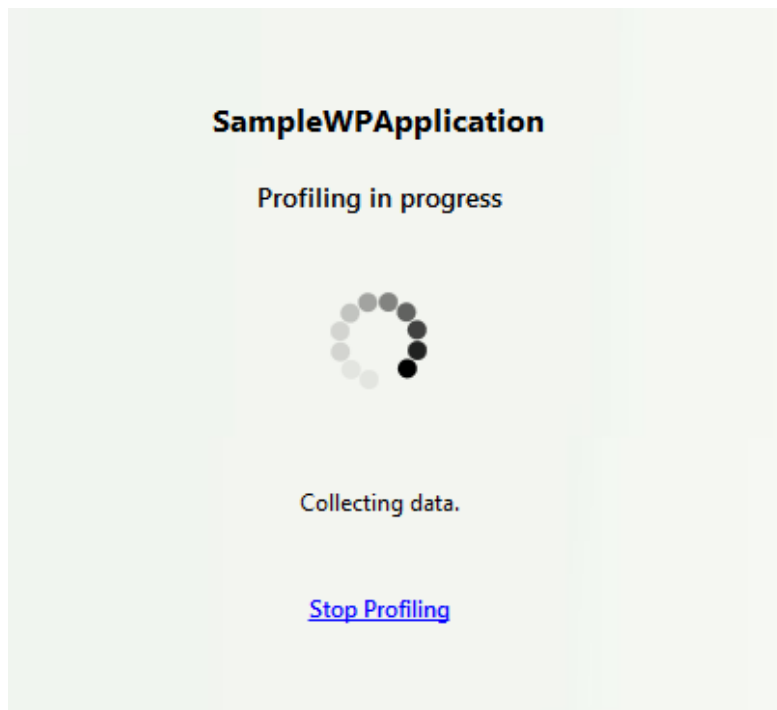 SampleWPApplication
Profiling in progress
Collecting data.
Stop Profiling